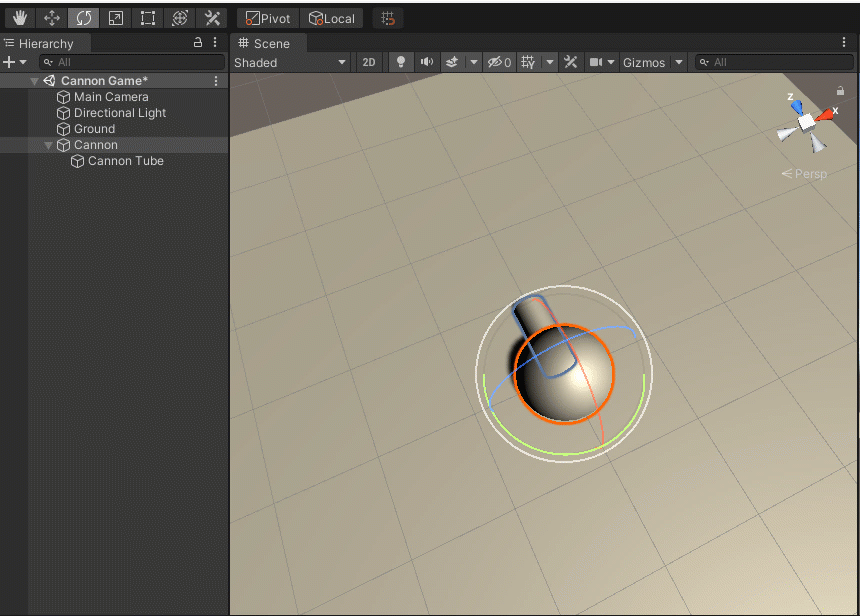 Pivot Local
Hierarchy
All
Cannon Game*
Main Camera
Directional Light
Ground
Cannon
Cannon Tube
Scene
Shaded 2D 0 Gizmos All
z
x
Persp